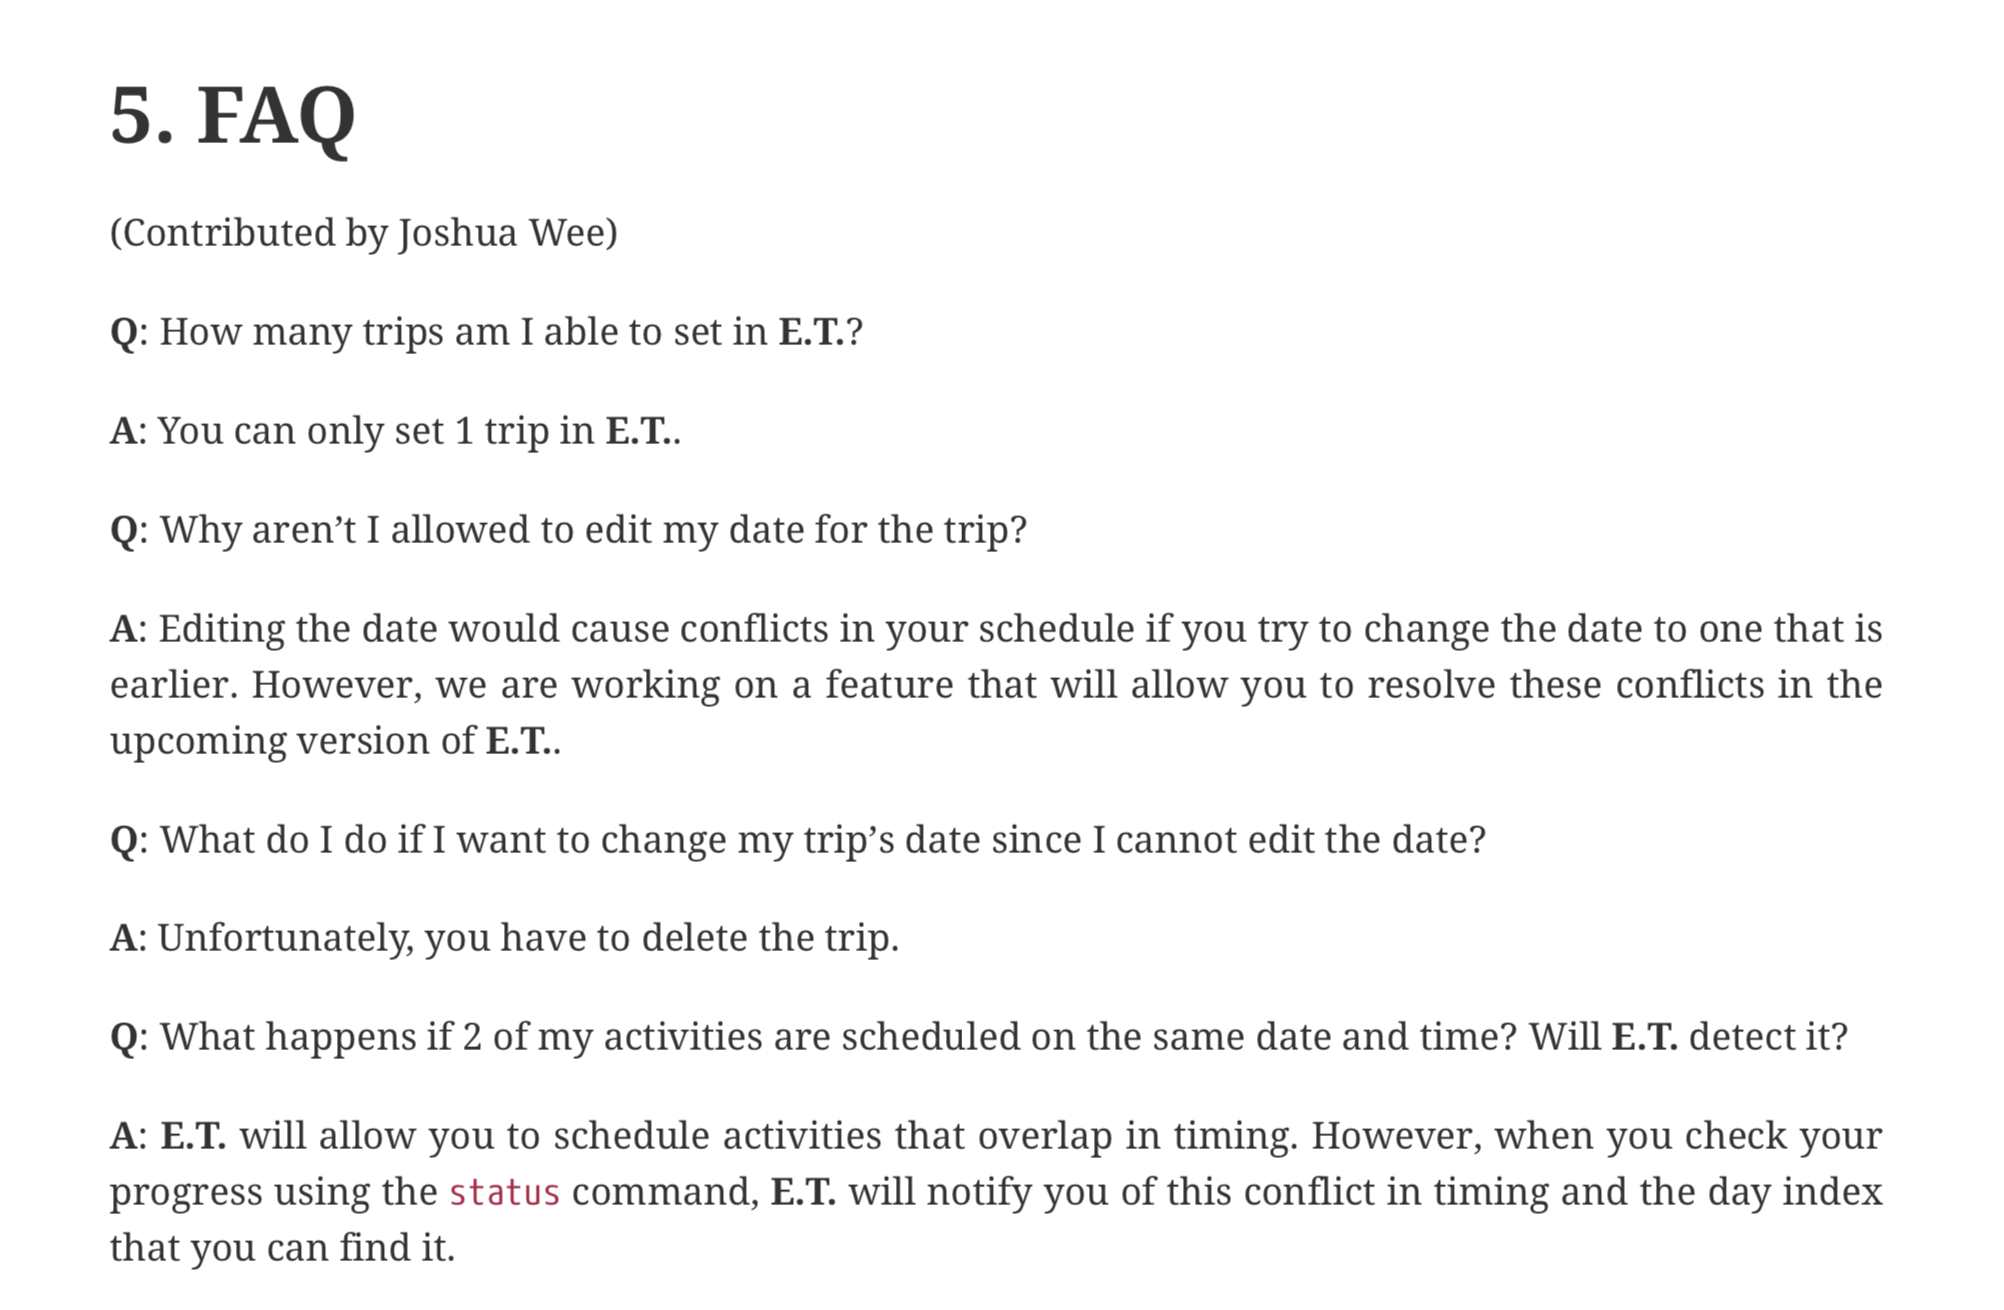 5. FAQ
(Contributed by Joshua Wee)
Q: How many trips am I able to set in E.T.?
A: You can only set 1 trip in E.T..
Q: Why aren’t I allowed to edit my date for the trip?
A: Editing the date would cause conflicts in your schedule if you try to change the date to one that is
earlier. However, we are working on a feature that will allow you to resolve these conflicts in the
upcoming version of E.T..
Q: What do I do if I want to change my trip’s date since I cannot edit the date?
A: Unfortunately, you have to delete the trip.
Q: What happens if 2 of my activities are scheduled on the same date and time? Will E.T. detect it?
A: E.T. will allow you to schedule activities that overlap in timing. However, when you check your
progress using the status command, E.T. will notify you of this conflict in timing and the day index
that you can find it.